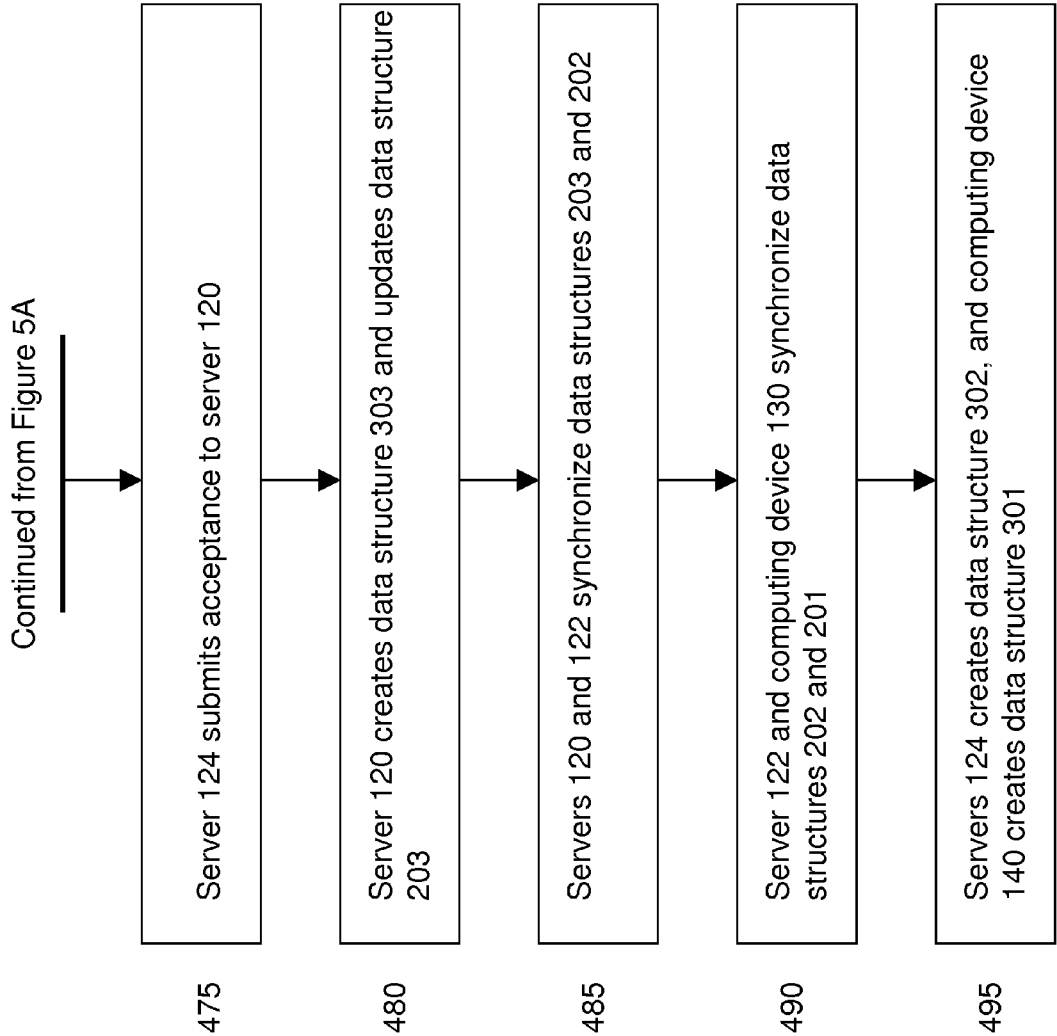 Continued from Figure 5A
475
Server 124 submits acceptance to server 120
480
Server 120 creates data structure 303 and updates data structure
203
485
Servers 120 and 122 synchronize data structures 203 and 202
490
Server 122 and computing device 130 synchronize data
structures 202 and 201
495
Servers 124 creates data structure 302, and computing device
140 creates data structure 301